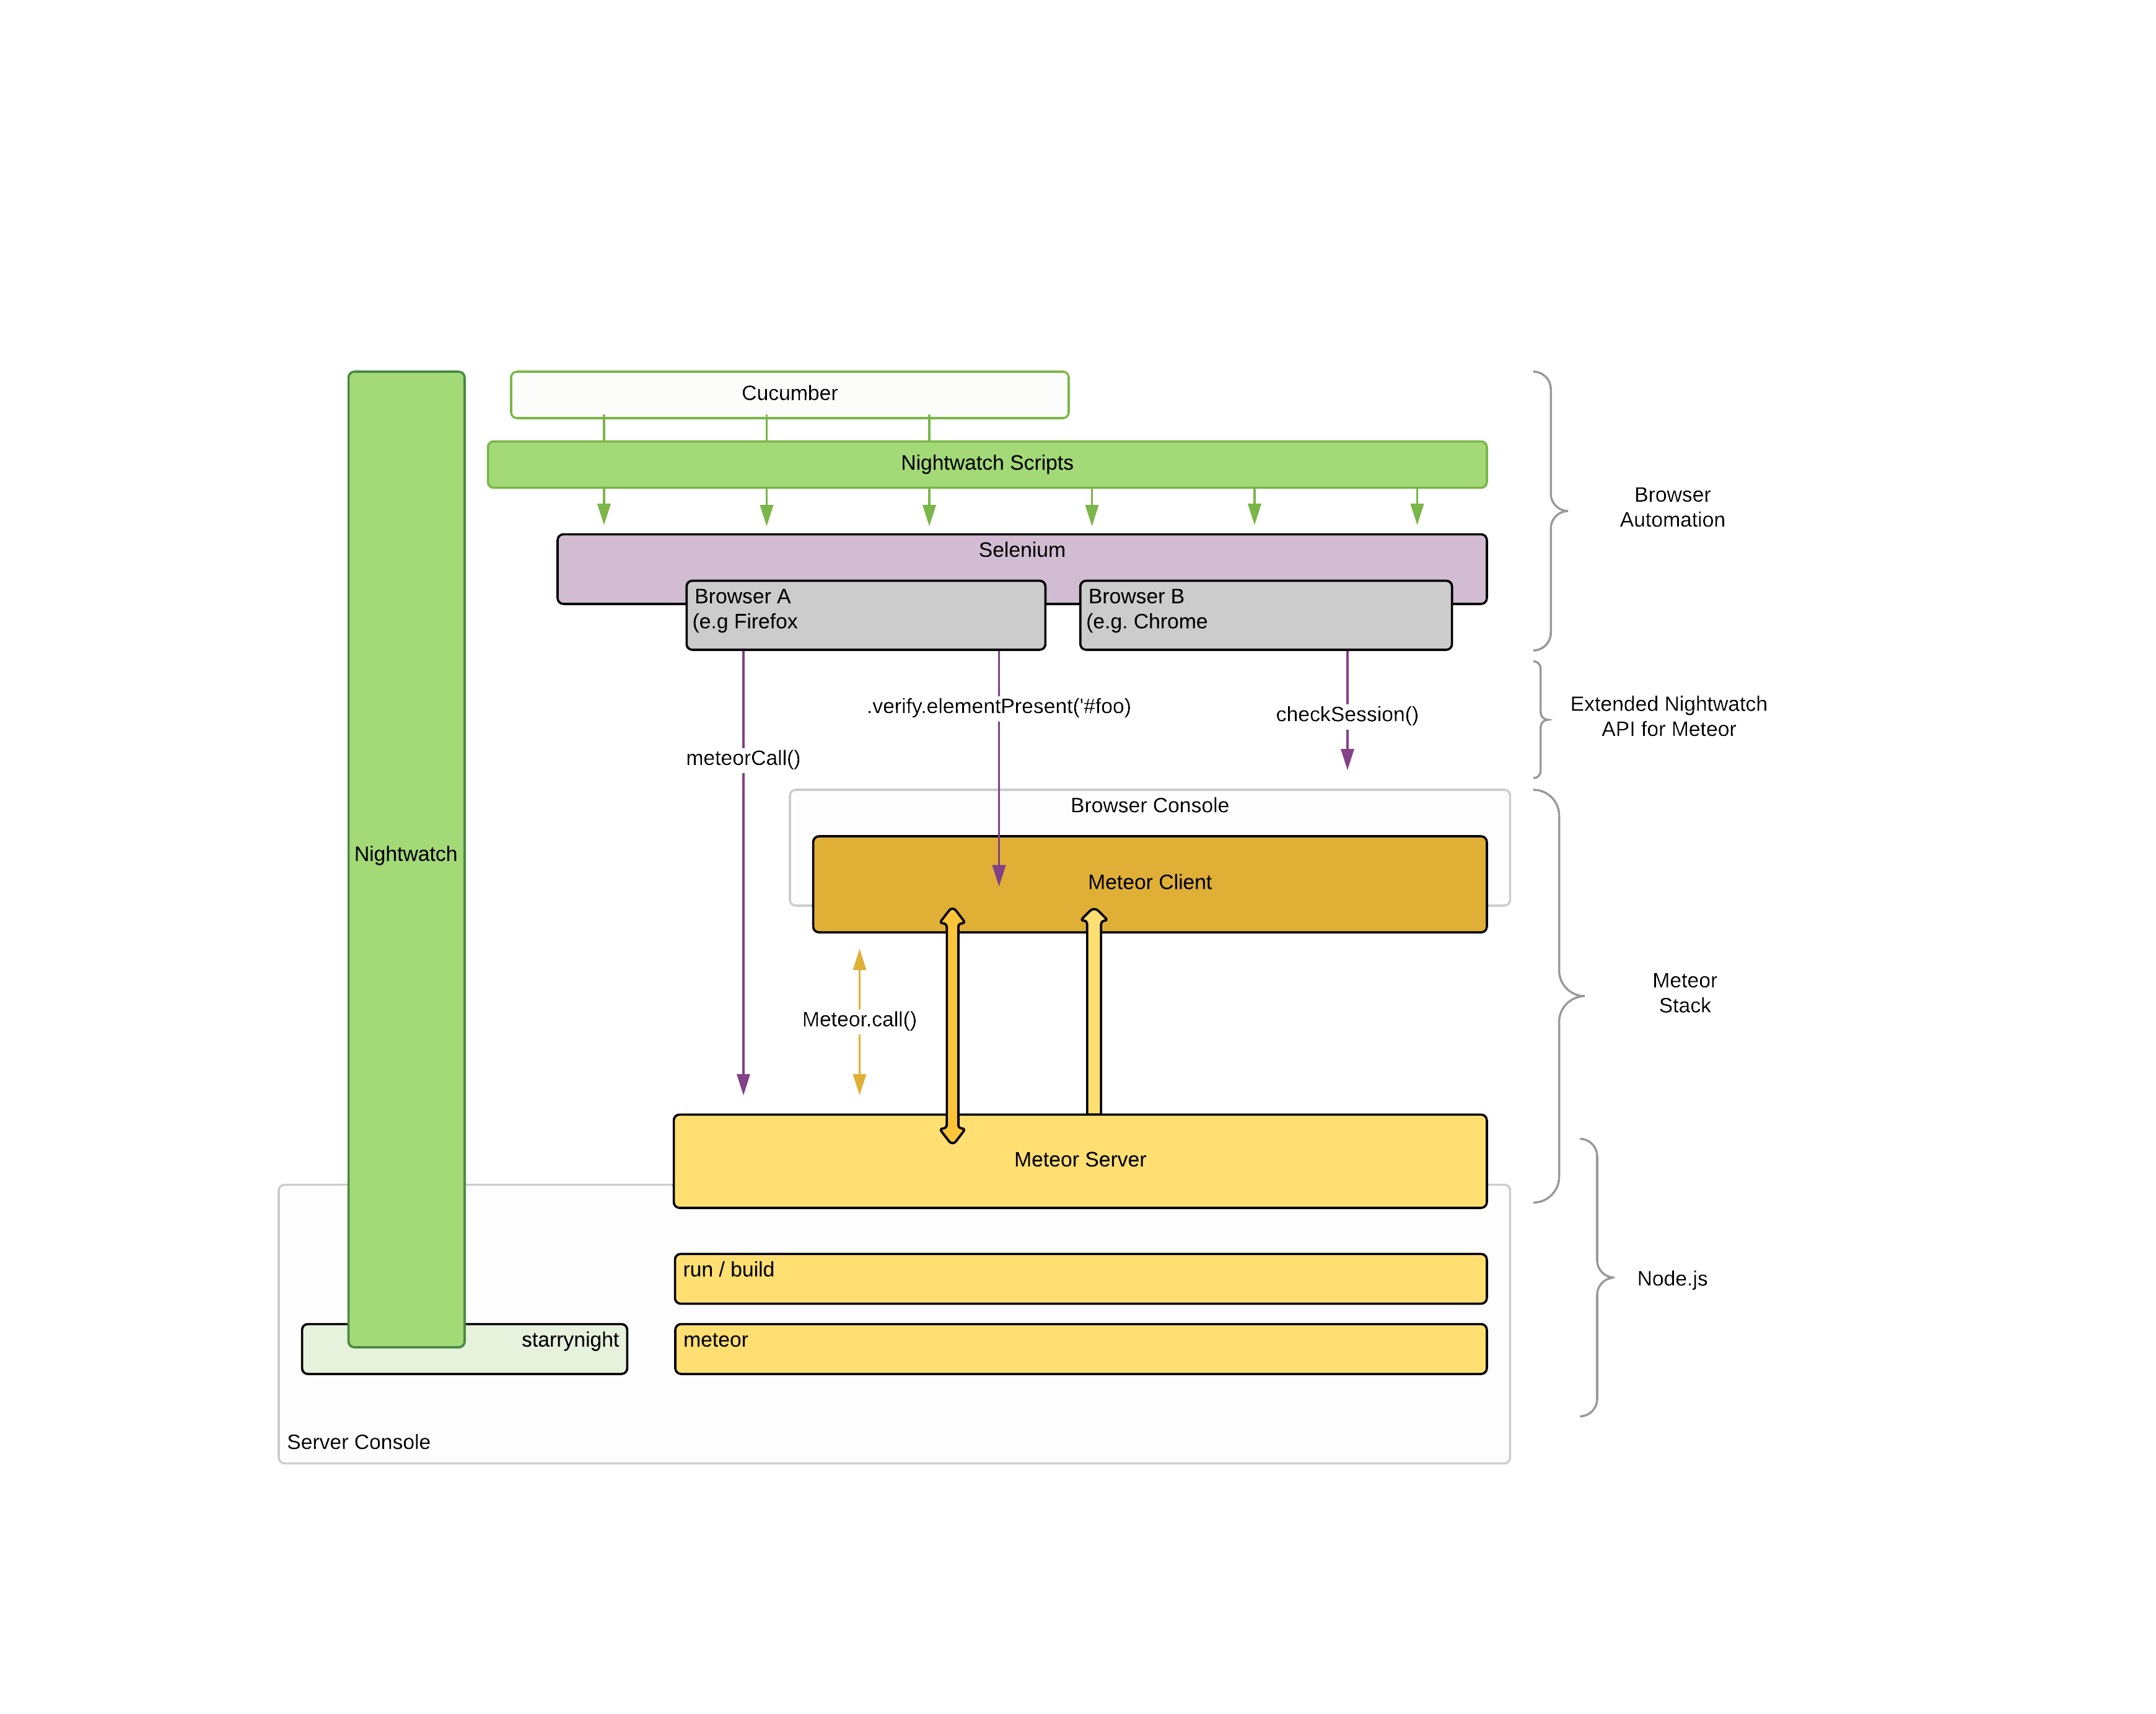 Cucumber
Nightwatch Scripts
Selenium
Browser A
(e.g Firefox
Browser B
(e.g. Chrome
Browser
Automation
.verify.elementPresent('#foo)
checkSession()
meteorCall()
Extended Nightwatch
API for Meteor
Browser Console
Nightwatch
Meteor Client
Meteor.call()
Meteor
Stack
Meteor Server
run / build
Node.js
starrynight
meteor
Server Console